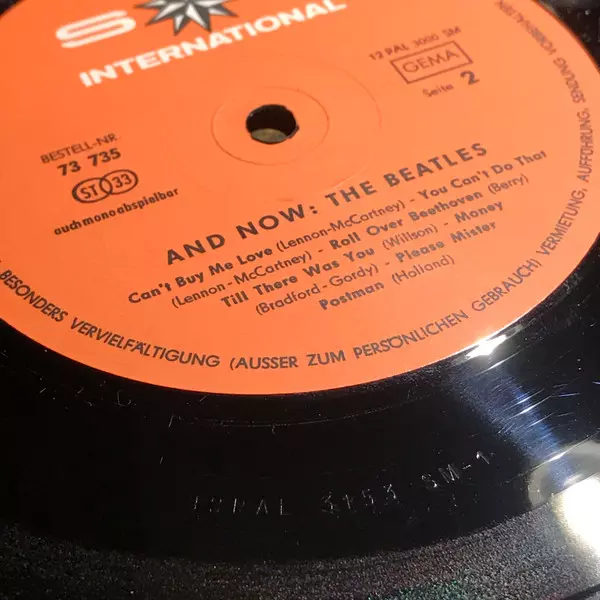 S
INTERNATIONAL
12 PAL 3000 SM
GEMA
Seite 2
BESTELL-NR.
73 735
ST 33
auch mono abspielbar
AND NOW: THE BEATLES
Can't Buy Me Love (Lennon-McCartney) - You Can't Do That
(Lennon-McCartney) - Roll Over Beethoven (Berry)
Till There Was You (Willson) - Money
(Bradford-Gordy) - Please Mister
Postman (Holland)
BESONDERS VERVIELFÄLTIGUNG (AUSSER ZUM PERSÖNLICHEN GEBRAUCH) VERMIETUNG, AUFFÜHRUNG, SENDUNG VORBEHALTEN
SM-1